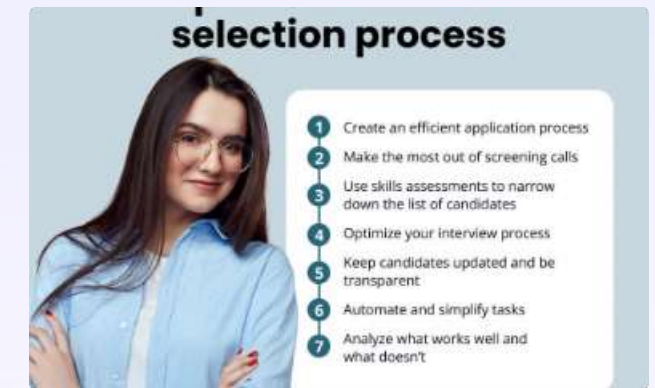 selection process
1 Create an efficient application process
2 Make the most out of screening calls
3 Use skills assessments to narrow
down the list of candidates
4 Optimize your interview process
5 Keep candidates updated and be
transparent
6 Automate and simplify tasks
7 Analyze what works well and
what doesn't